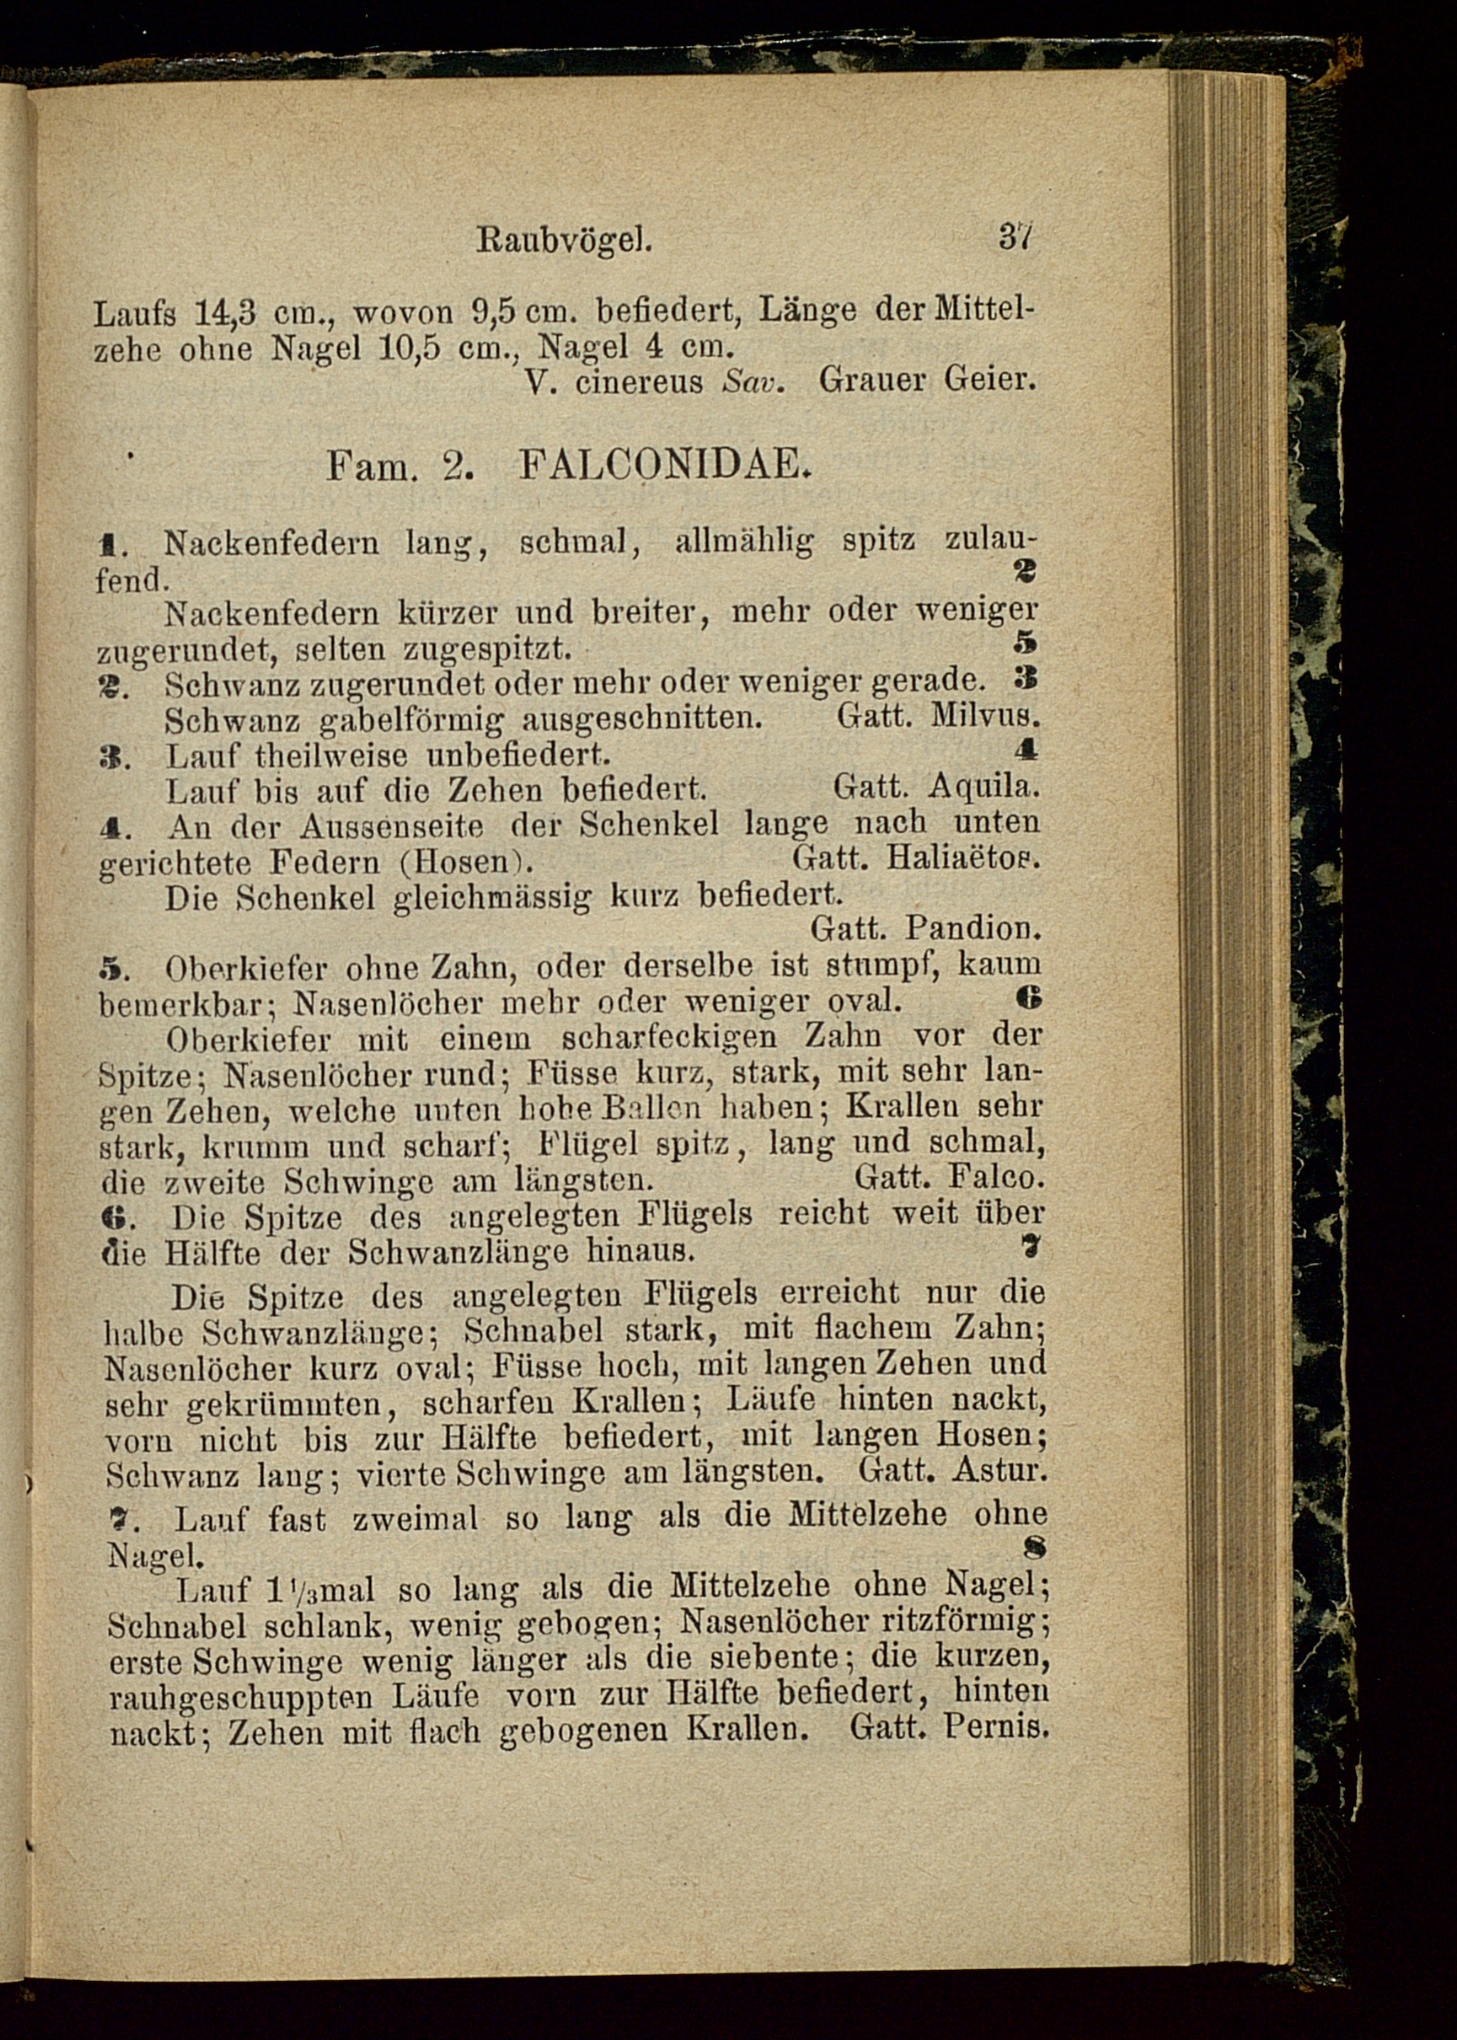 Raubvögel. 37
Laufs 14,3 cm., wovon 9,5 cm. befiedert, Länge der Mittel-
zehe ohne Nagel 10,5 cm., Nagel 4 cm.
V. cinereus Sav. Grauer Geier.
Fam. 2. FALCONIDAE.
1. Nackenfedern lang, schmal, allmählig spitz zulau-
fend. 2
Nackenfedern kürzer und breiter, mehr oder weniger
zugerundet, selten zugespitzt. 5
2. Schwanz zugerundet oder mehr oder weniger gerade. 3
Schwanz gabelförmig ausgeschnitten. Gatt. Milvus.
3. Lauf theilweise unbefiedert. 4
Lauf bis auf die Zehen befiedert. Gatt. Aquila.
4. An der Aussenseite der Schenkel lange nach unten
gerichtete Federn (Hosen). Gatt. Haliaëtos.
Die Schenkel gleichmässig kurz befiedert.
Gatt. Pandion.
5. Oberkiefer ohne Zahn, oder derselbe ist stumpf, kaum
bemerkbar; Nasenlöcher mehr oder weniger oval. 6
Oberkiefer mit einem scharfeckigen Zahn vor der
Spitze; Nasenlöcher rund; Füsse kurz, stark, mit sehr lan-
gen Zehen, welche unten hohe Ballen haben; Krallen sehr
stark, krumm und scharf; Flügel spitz, lang und schmal,
die zweite Schwinge am längsten. Gatt. Falco.
6. Die Spitze des angelegten Flügels reicht weit über
die Hälfte der Schwanzlänge hinaus. 7
Die Spitze des angelegten Flügels erreicht nur die
halbe Schwanzlänge; Schnabel stark, mit flachem Zahn;
Nasenlöcher kurz oval; Füsse hoch, mit langen Zehen und
sehr gekrümmten, scharfen Krallen; Läufe hinten nackt,
vorn nicht bis zur Hälfte befiedert, mit langen Hosen;
Schwanz lang; vierte Schwinge am längsten. Gatt. Astur.
7. Lauf fast zweimal so lang als die Mittelzehe ohne
Nagel. 8
Lauf 1 1/3mal so lang als die Mittelzehe ohne Nagel;
Schnabel schlank, wenig gebogen; Nasenlöcher ritzförmig;
erste Schwinge wenig länger als die siebente; die kurzen,
rauhgeschuppten Läufe vorn zur Hälfte befiedert, hinten
nackt; Zehen mit flach gebogenen Krallen. Gatt. Pernis.